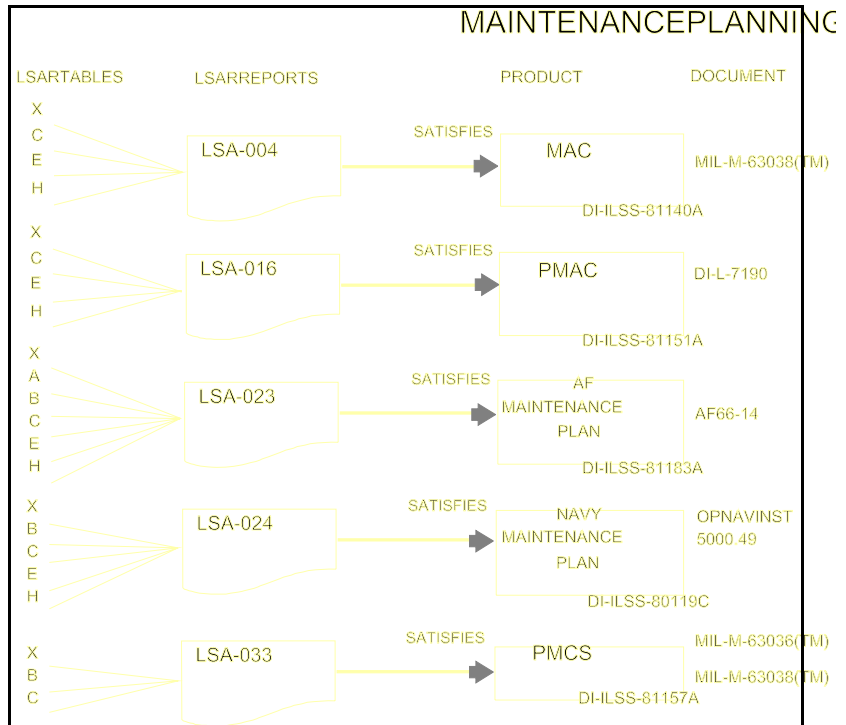 MAINTENANCEPLANNING
LSARTABLES LSARREPORTS PRODUCT DOCUMENT
X
C
E
H
LSA-004
SATISFIES
MAC
DI-ILSS-81140A
MIL-M-63038(TM)
X
C
E
H
LSA-016
SATISFIES
PMAC
DI-ILSS-81151A
DI-L-7190
X
A
B
C
E
H
LSA-023
SATISFIES
AF
MAINTENANCE
PLAN
DI-ILSS-81183A
AF66-14
X
B
C
E
H
LSA-024
SATISFIES
NAVY
MAINTENANCE
PLAN
DI-ILSS-80119C
OPNAVINST
5000.49
X
B
C
LSA-033
SATISFIES
PMCS
DI-ILSS-81157A
MIL-M-63036(TM)
MIL-M-63038(TM)